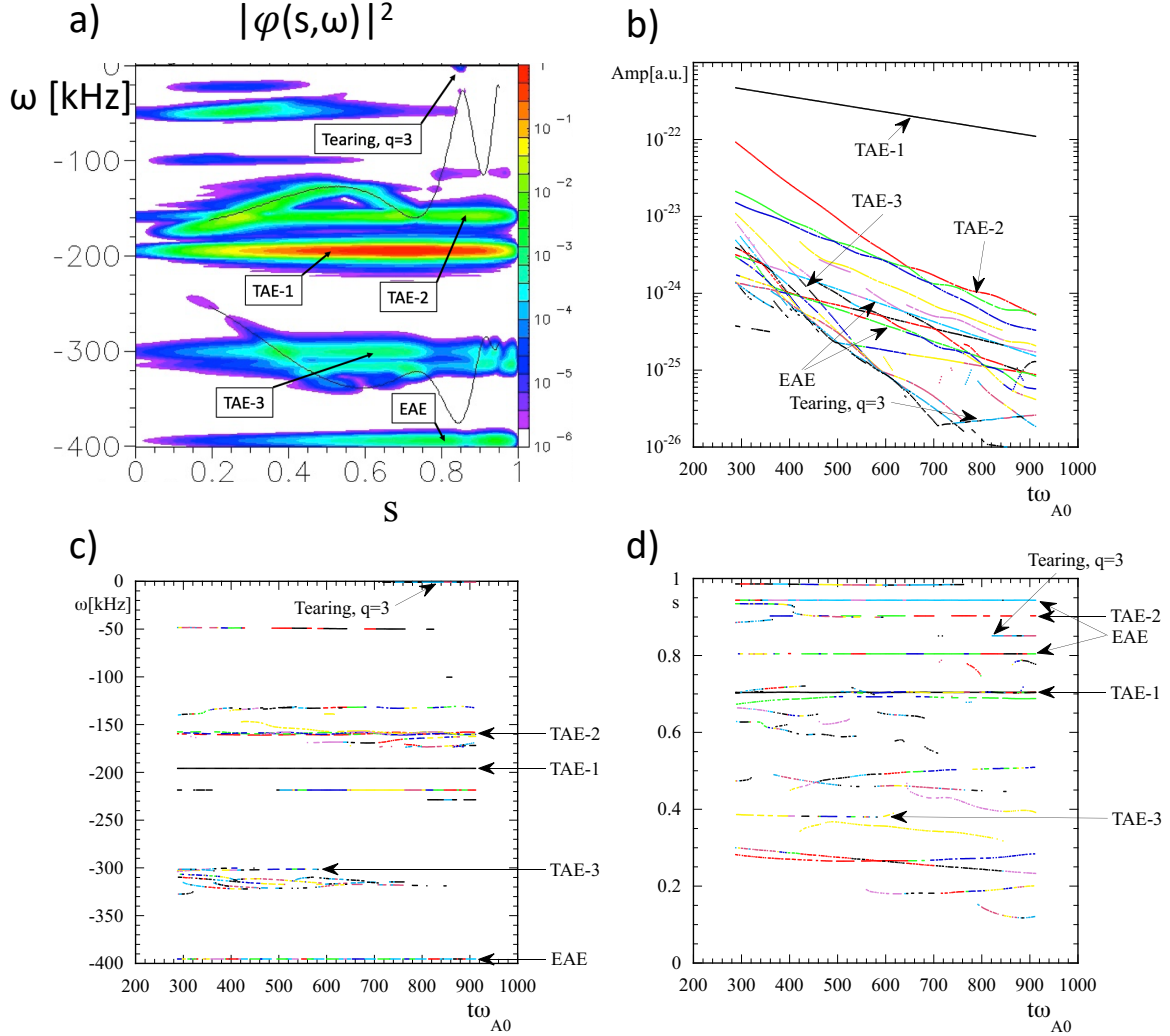 a) |φ(s,ω)|²
ω [kHz]
0
-100
-200
-300
-400
0 0.2 0.4 0.6 0.8 1
s
1
10⁻¹
10⁻²
10⁻³
10⁻⁴
10⁻⁵
10⁻⁶
Tearing, q=3
TAE-1
TAE-2
TAE-3
EAE
b)
Amp[a.u.]
10⁻²²
10⁻²³
10⁻²⁴
10⁻²⁵
10⁻²⁶
TAE-1
TAE-3
TAE-2
EAE
Tearing, q=3
200 300 400 500 600 700 800 900 1000
tω_A0
c)
0
ω[kHz]
-50
-100
-150
-200
-250
-300
-350
-400
Tearing, q=3
TAE-2
TAE-1
TAE-3
EAE
200 300 400 500 600 700 800 900 1000
tω_A0
d)
Tearing, q=3
1
s
0.8
0.6
0.4
0.2
0
TAE-2
EAE
TAE-1
TAE-3
200 300 400 500 600 700 800 900 1000
tω_A0